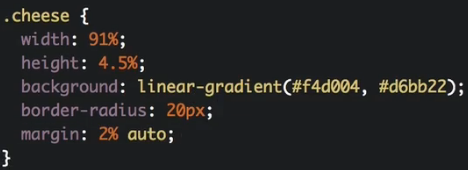 .cheese {
  width: 91%;
  height: 4.5%;
  background: linear-gradient(#f4d004, #d6bb22);
  border-radius: 20px;
  margin: 2% auto;
}